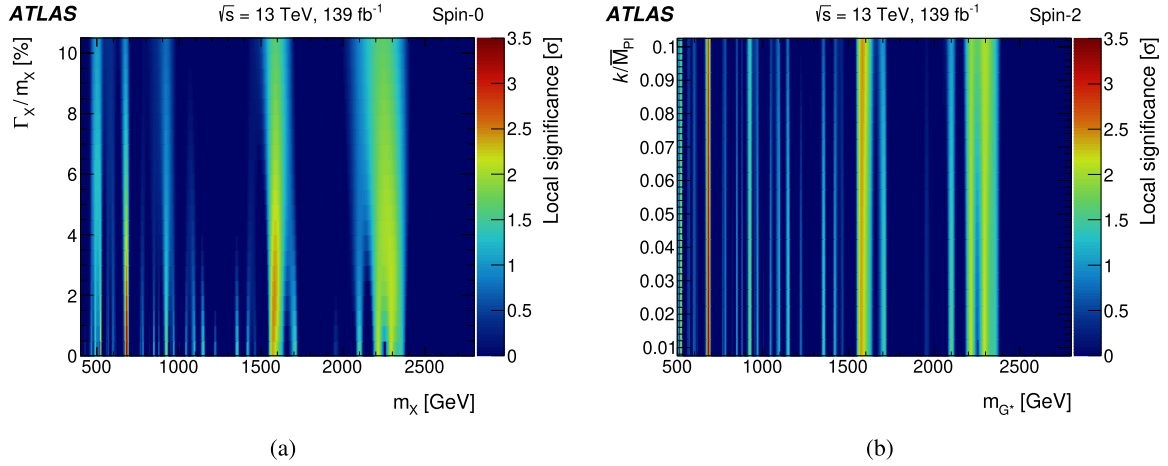 ATLAS √s = 13 TeV, 139 fb⁻¹ Spin-0
Γ_X/m_X [%]
10
8
6
4
2
0
500 1000 1500 2000 2500
m_X [GeV]
3.5
3
2.5
2
1.5
1
0.5
0
Local significance [σ]
(a)
ATLAS √s = 13 TeV, 139 fb⁻¹ Spin-2
k/M̅_Pl
0.1
0.09
0.08
0.07
0.06
0.05
0.04
0.03
0.02
0.01
500 1000 1500 2000 2500
m_G* [GeV]
3.5
3
2.5
2
1.5
1
0.5
0
Local significance [σ]
(b)